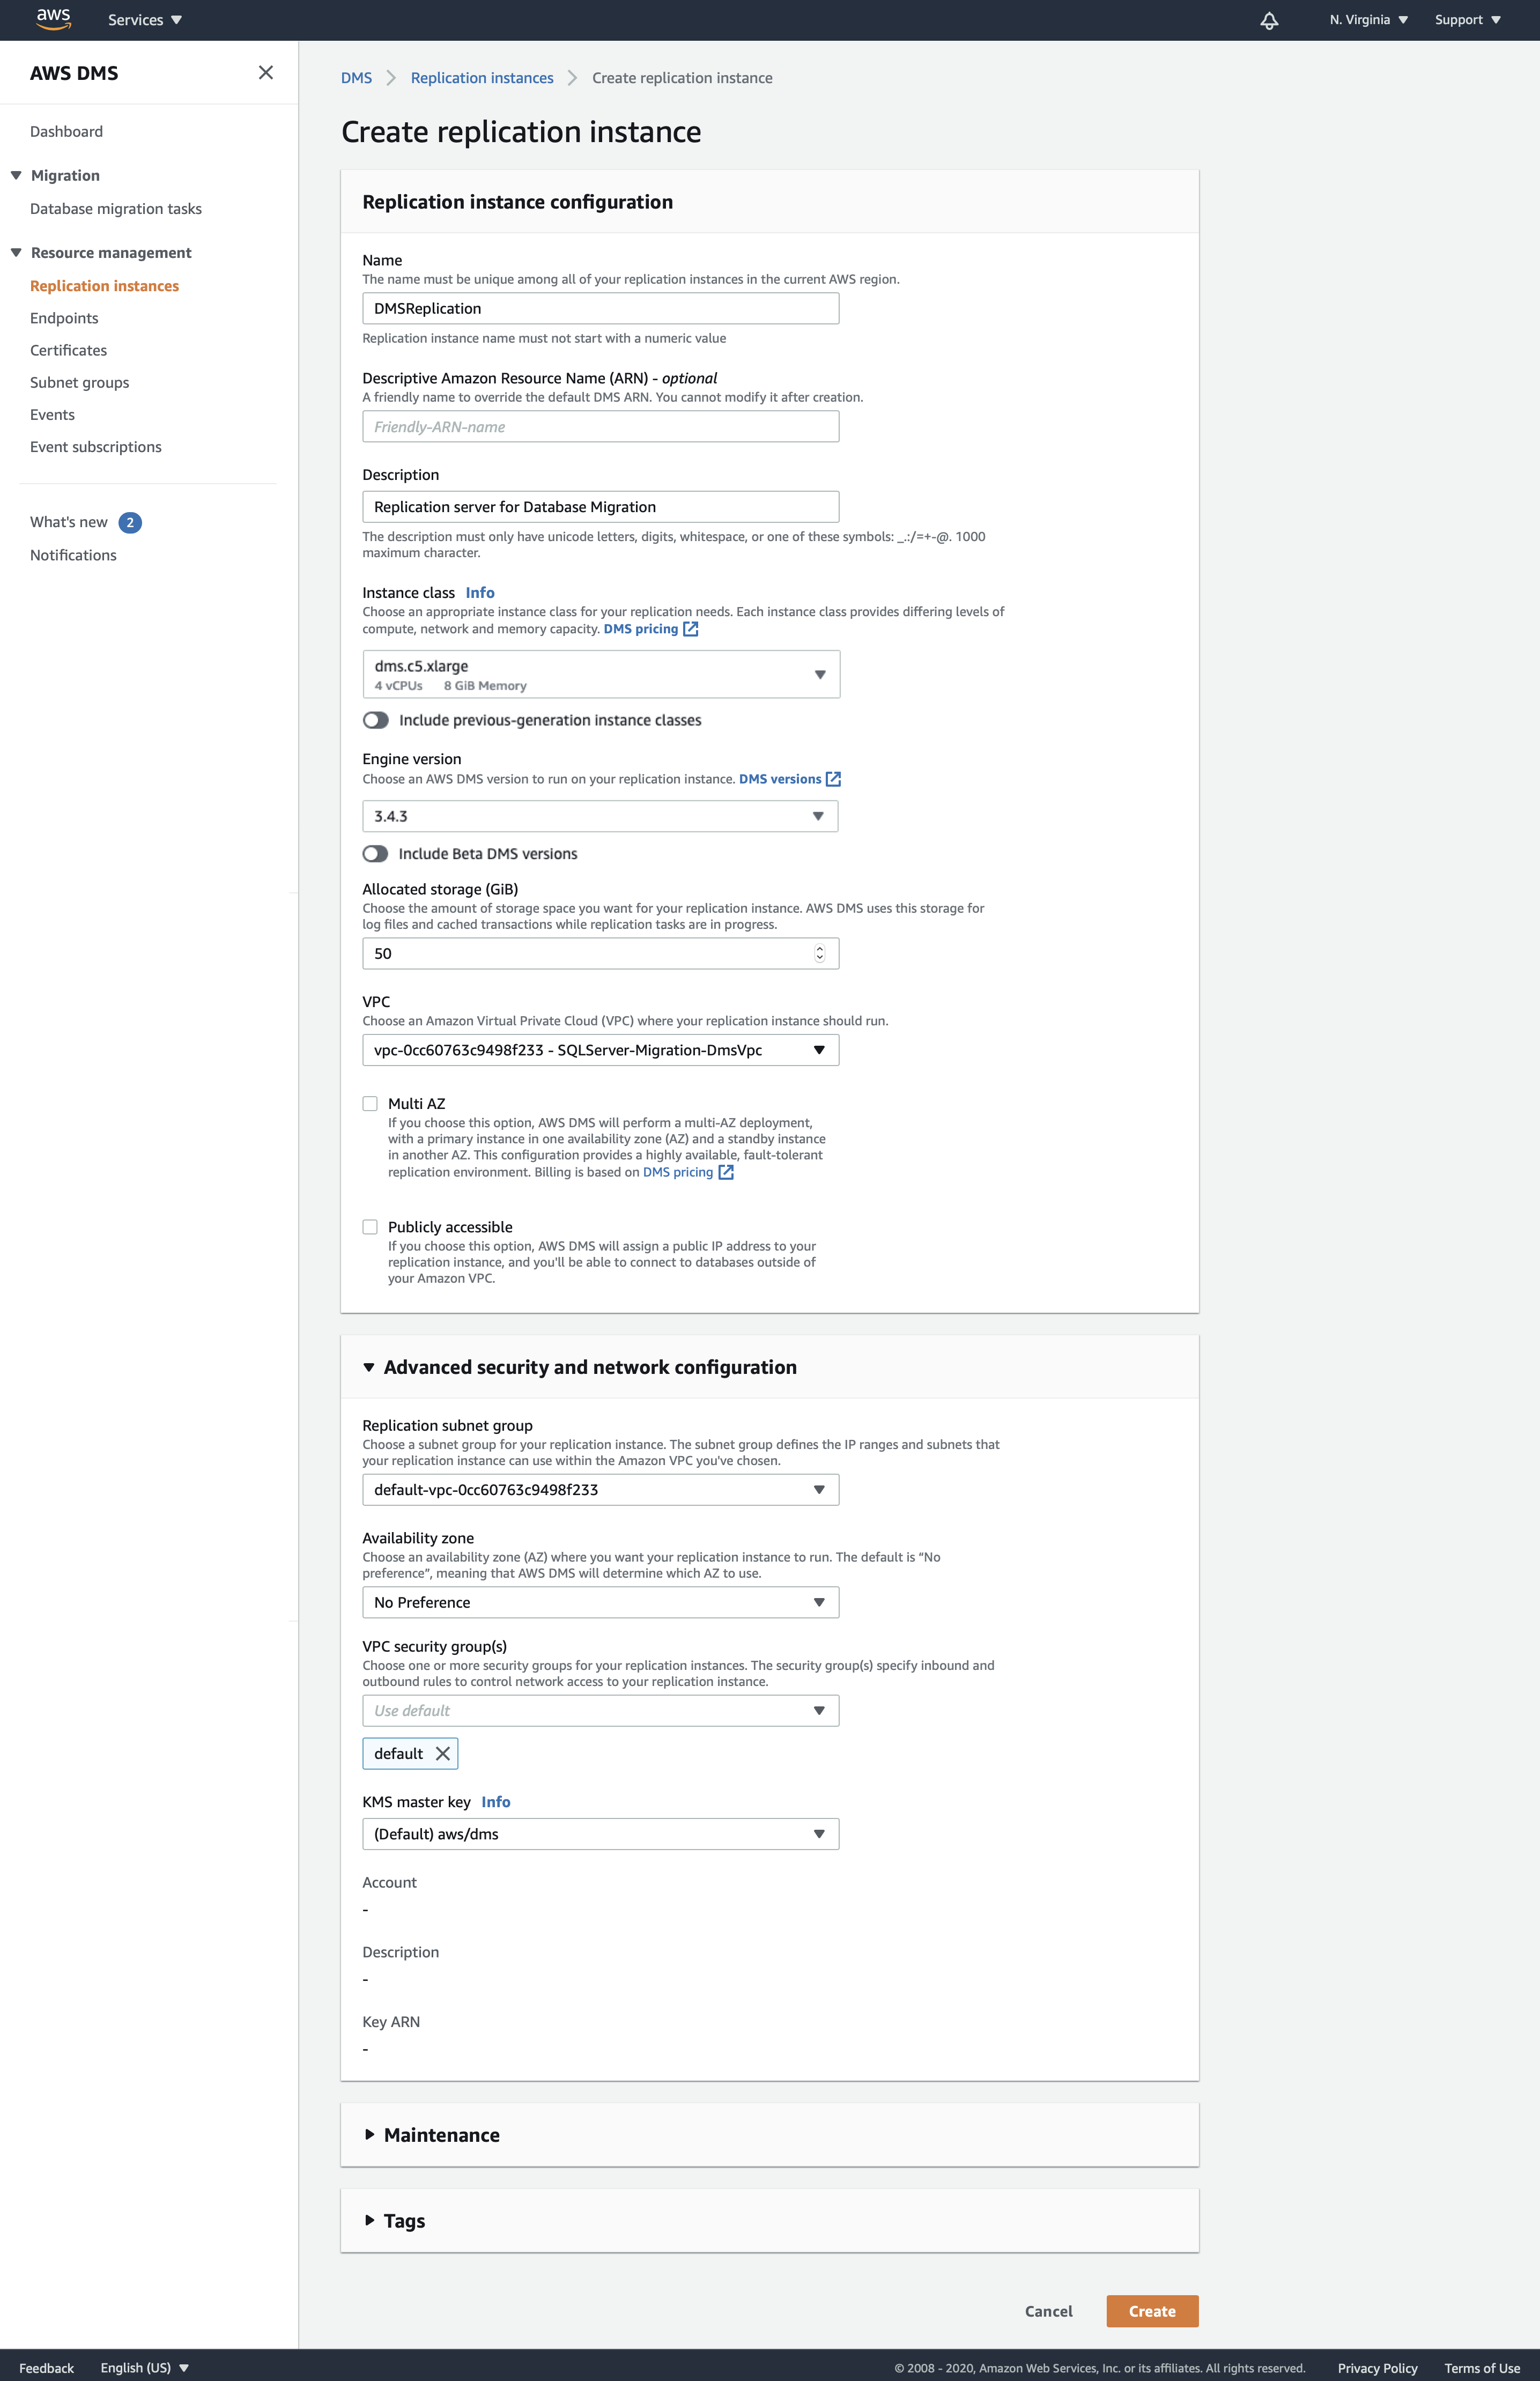 aws
Services
N. Virginia
Support
AWS DMS
Dashboard
Migration
Database migration tasks
Resource management
Replication instances
Endpoints
Certificates
Subnet groups
Events
Event subscriptions
What's new 2
Notifications
DMS > Replication instances > Create replication instance
Create replication instance
Replication instance configuration
Name
The name must be unique among all of your replication instances in the current AWS region.
DMSReplication
Replication instance name must not start with a numeric value
Descriptive Amazon Resource Name (ARN) - optional
A friendly name to override the default DMS ARN. You cannot modify it after creation.
Friendly-ARN-name
Description
Replication server for Database Migration
The description must only have unicode letters, digits, whitespace, or one of these symbols: _.:/=+-@. 1000
maximum character.
Instance class Info
Choose an appropriate instance class for your replication needs. Each instance class provides differing levels of
compute, network and memory capacity. DMS pricing
dms.c5.xlarge
4 vCPUs 8 GiB Memory
Include previous-generation instance classes
Engine version
Choose an AWS DMS version to run on your replication instance. DMS versions
3.4.3
Include Beta DMS versions
Allocated storage (GiB)
Choose the amount of storage space you want for your replication instance. AWS DMS uses this storage for
log files and cached transactions while replication tasks are in progress.
50
VPC
Choose an Amazon Virtual Private Cloud (VPC) where your replication instance should run.
vpc-0cc60763c9498f233 - SQLServer-Migration-DmsVpc
Multi AZ
If you choose this option, AWS DMS will perform a multi-AZ deployment,
with a primary instance in one availability zone (AZ) and a standby instance
in another AZ. This configuration provides a highly available, fault-tolerant
replication environment. Billing is based on DMS pricing
Publicly accessible
If you choose this option, AWS DMS will assign a public IP address to your
replication instance, and you'll be able to connect to databases outside of
your Amazon VPC.
Advanced security and network configuration
Replication subnet group
Choose a subnet group for your replication instance. The subnet group defines the IP ranges and subnets that
your replication instance can use within the Amazon VPC you've chosen.
default-vpc-0cc60763c9498f233
Availability zone
Choose an availability zone (AZ) where you want your replication instance to run. The default is “No
preference”, meaning that AWS DMS will determine which AZ to use.
No Preference
VPC security group(s)
Choose one or more security groups for your replication instances. The security group(s) specify inbound and
outbound rules to control network access to your replication instance.
Use default
default
KMS master key Info
(Default) aws/dms
Account
-
Description
-
Key ARN
-
Maintenance
Tags
Cancel
Create
Feedback
English (US)
© 2008 - 2020, Amazon Web Services, Inc. or its affiliates. All rights reserved.
Privacy Policy
Terms of Use